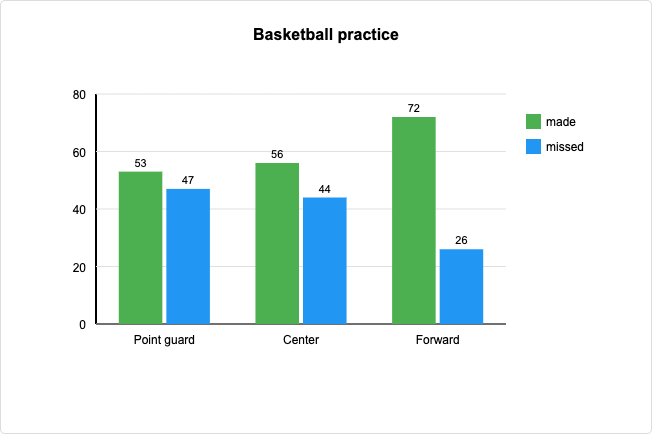 Basketball practice
80
60
40
20
0
53
47
56
44
72
26
Point guard
Center
Forward
made
missed